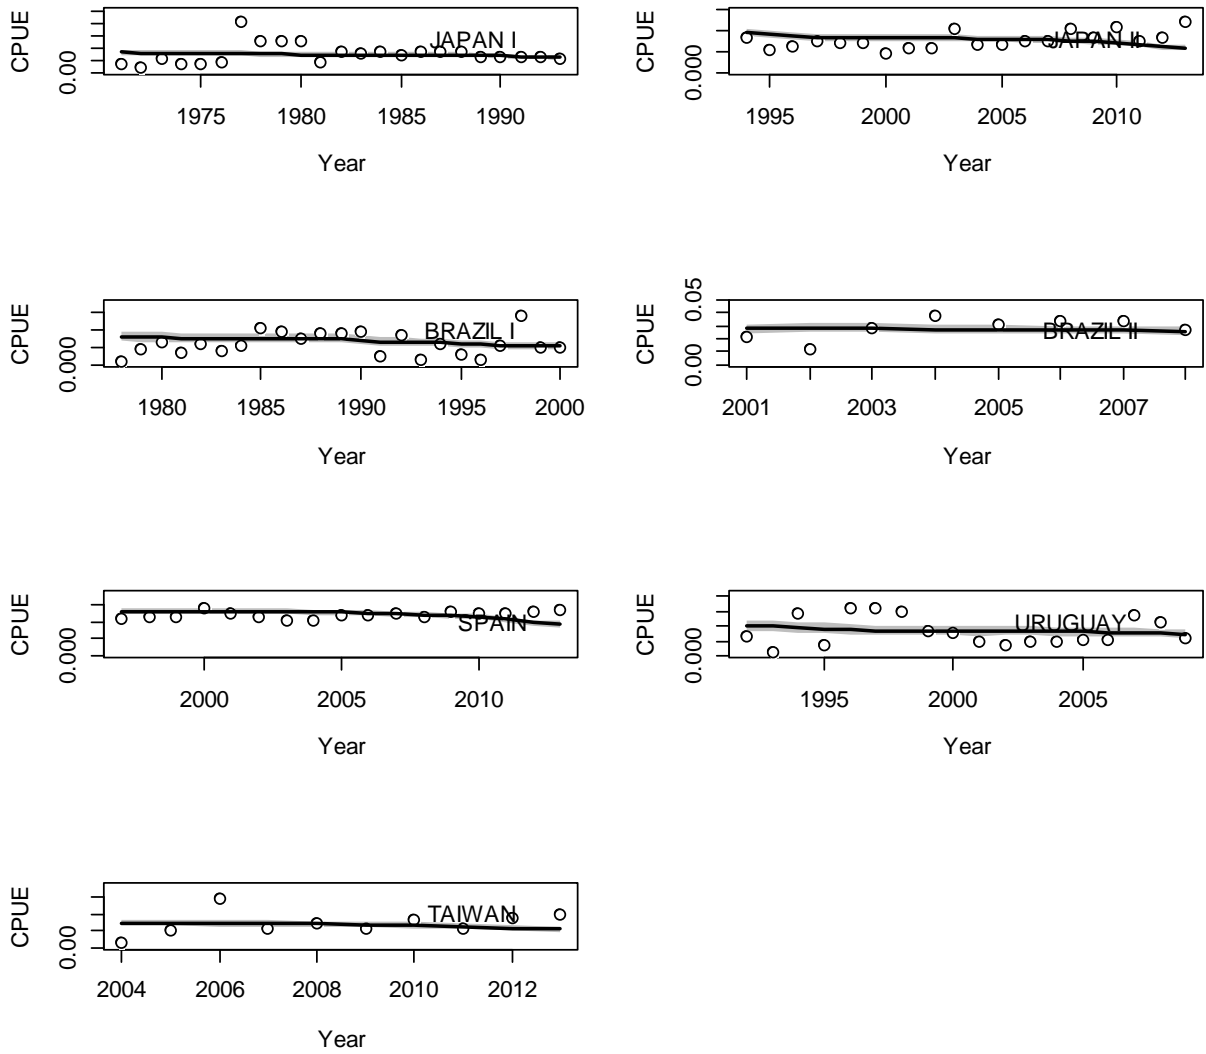 CPUE
0.00
JAPAN I
1975 1980 1985 1990
Year
CPUE
0.000
JAPAN II
1995 2000 2005 2010
Year
CPUE
0.000
BRAZIL I
1980 1985 1990 1995 2000
Year
CPUE
0.00 0.05
BRAZIL II
2001 2003 2005 2007
Year
CPUE
0.000
SPAIN
2000 2005 2010
Year
CPUE
0.000
URUGUAY
1995 2000 2005
Year
CPUE
0.00
TAIWAN
2004 2006 2008 2010 2012
Year